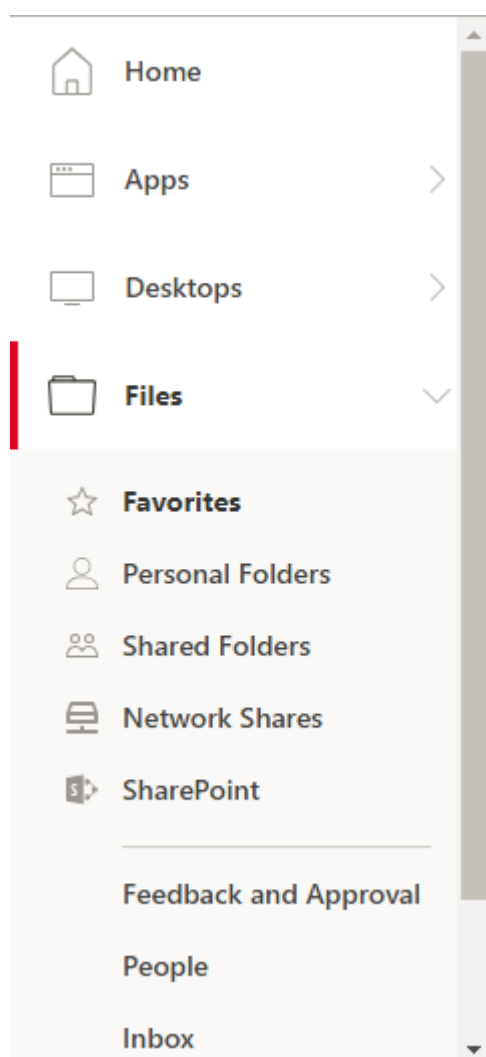 Home
Apps
Desktops
Files
Favorites
Personal Folders
Shared Folders
Network Shares
SharePoint
Feedback and Approval
People
Inbox